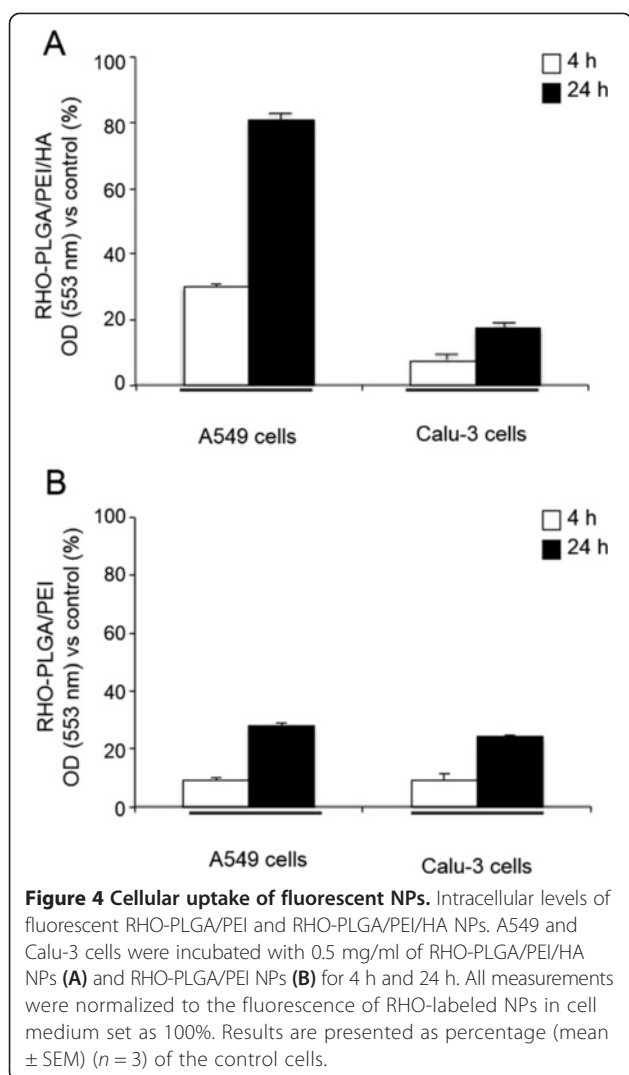 A
RHO-PLGA/PEI/HA
OD (553 nm) vs control (%)
100
80
60
40
20
0
4 h
24 h
A549 cells
Calu-3 cells
B
RHO-PLGA/PEI
OD (553 nm) vs control (%)
100
80
60
40
20
0
4 h
24 h
A549 cells
Calu-3 cells
Figure 4 Cellular uptake of fluorescent NPs. Intracellular levels of
fluorescent RHO-PLGA/PEI and RHO-PLGA/PEI/HA NPs. A549 and
Calu-3 cells were incubated with 0.5 mg/ml of RHO-PLGA/PEI/HA
NPs (A) and RHO-PLGA/PEI NPs (B) for 4 h and 24 h. All measurements
were normalized to the fluorescence of RHO-labeled NPs in cell
medium set as 100%. Results are presented as percentage (mean
± SEM) (n = 3) of the control cells.